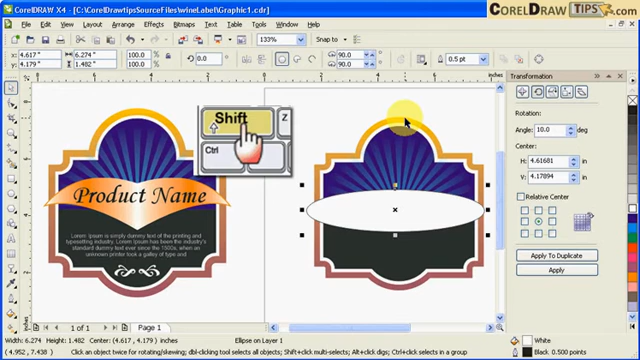 CorelDRAW X4 - [C:\CorelDrawtipsSourceFiles\wineLabel\Graphic1.cdr]
CORELDRAW TIPS.com
File Edit View Layout Arrange Effects Bitmaps Text Table Tools Window Help
133% Snap to
x: 4.617 " y: 4.179 " 6.274 " 1.482 " 100.0 % 100.0 % 0.0 ° 90.0 ° 90.0 ° 0.5 pt
inches
Transformation
Rotation:
Angle: 10.0 deg
Center:
H: 4.61681 in
V: 4.17894 in
Relative Center
Apply To Duplicate
Apply
Shift
Z
Ctrl
Product Name
Lorem Ipsum is simply dummy text of the printing and
typesetting industry. Lorem Ipsum has been the industry's
standard dummy text ever since the 1500s, when an
unknown printer took a galley of type and
1 of 1 Page 1
Width: 6.274 Height: 1.482 Center: (4.617 , 4.179) inches Ellipse on Layer 1 White
(4.952 , 4.438) Click an object twice for rotating/skewing; dbl-clicking tool selects all objects; Shift+click multi-selects; Alt+click digs; Ctrl+click selects in a group Black 0.500 points